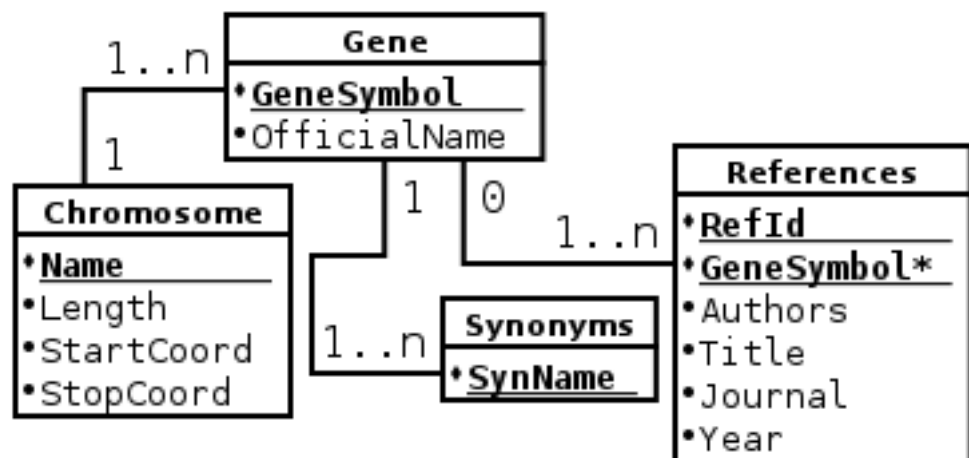 Gene
GeneSymbol
OfficialName
1..n
1
1
0
Chromosome
Name
Length
StartCoord
StopCoord
1..n
Synonyms
SynName
1..n
References
RefId
GeneSymbol*
Authors
Title
Journal
Year